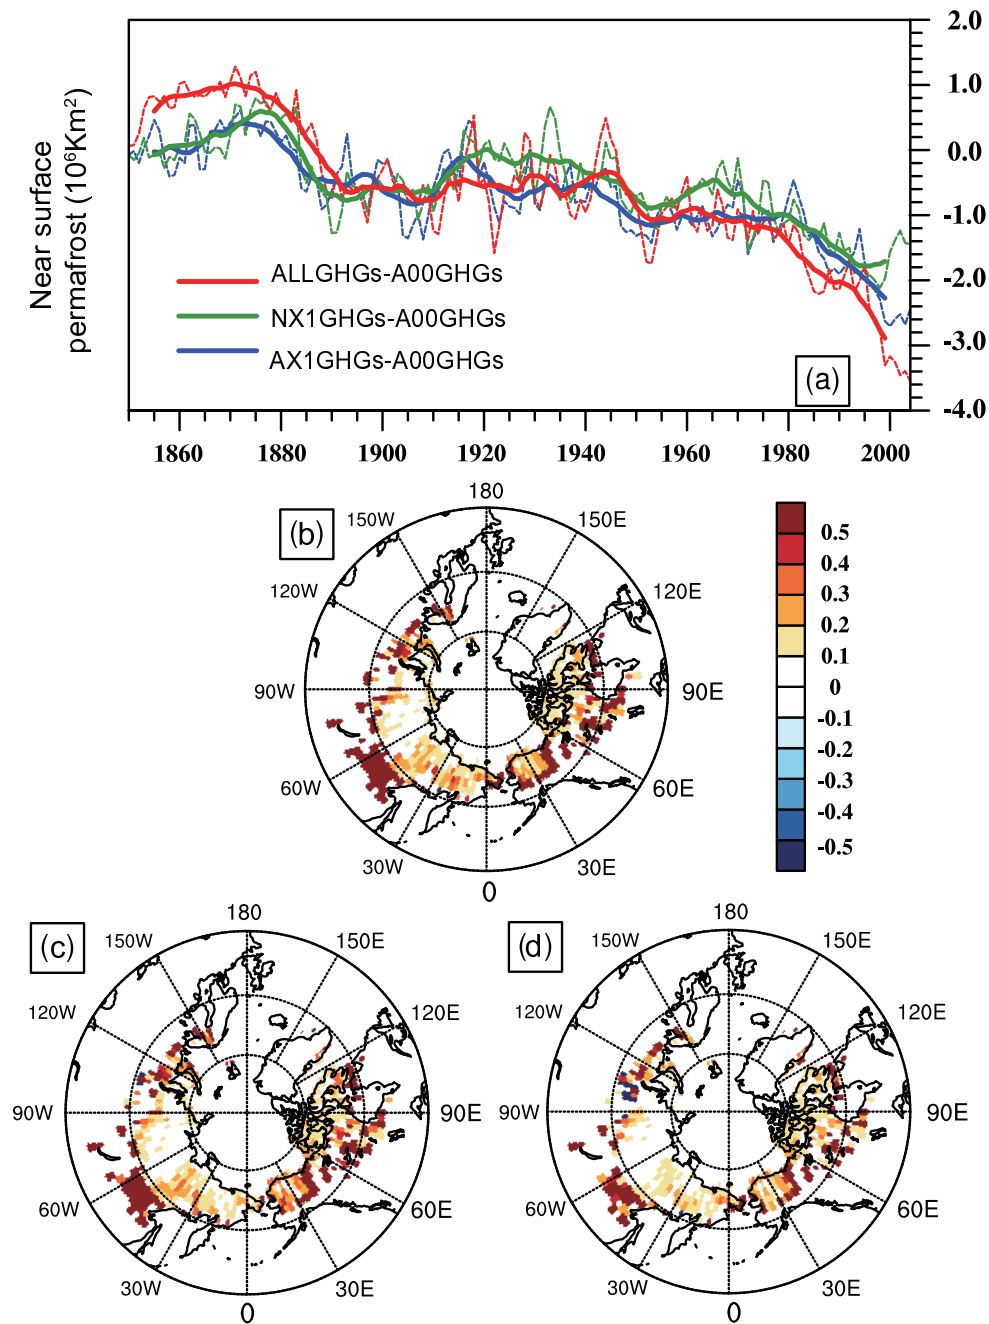 2.0
1.0
0.0
-1.0
-2.0
-3.0
-4.0
Near surface
permafrost (10⁶Km²)
ALLGHGs-A00GHGs
NX1GHGs-A00GHGs
AX1GHGs-A00GHGs
(a)
1860 1880 1900 1920 1940 1960 1980 2000
(b)
180
150W 150E
120W 120E
90W 90E
60W 60E
30W 30E
0
0.5
0.4
0.3
0.2
0.1
0
-0.1
-0.2
-0.3
-0.4
-0.5
(c)
180
150W 150E
120W 120E
90W 90E
60W 60E
30W 30E
0
(d)
180
150W 150E
120W 120E
90W 90E
60W 60E
30W 30E
0